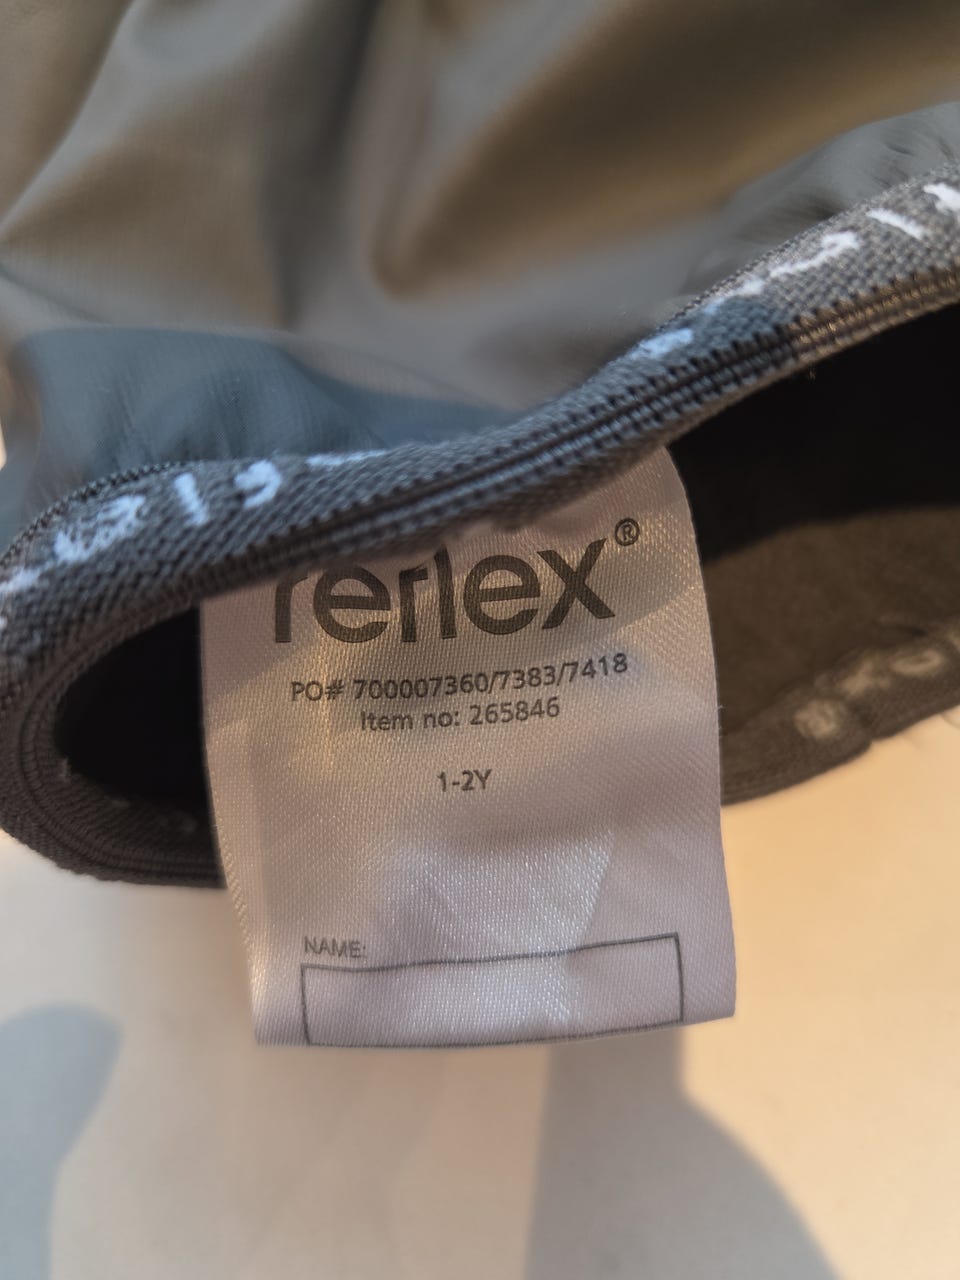 reflex®
PO# 700007360/7383/7418
Item no: 265846
1-2Y
NAME: